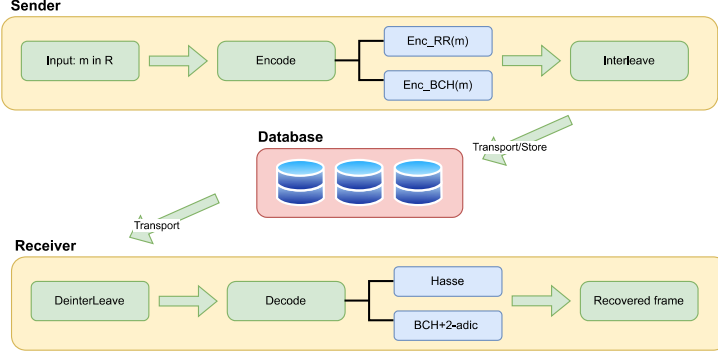 Sender
Input: m in R
Encode
Enc_RR(m)
Enc_BCH(m)
Interleave
Transport/Store
Database
Transport
Receiver
DeinterLeave
Decode
Hasse
BCH+2-adic
Recovered frame